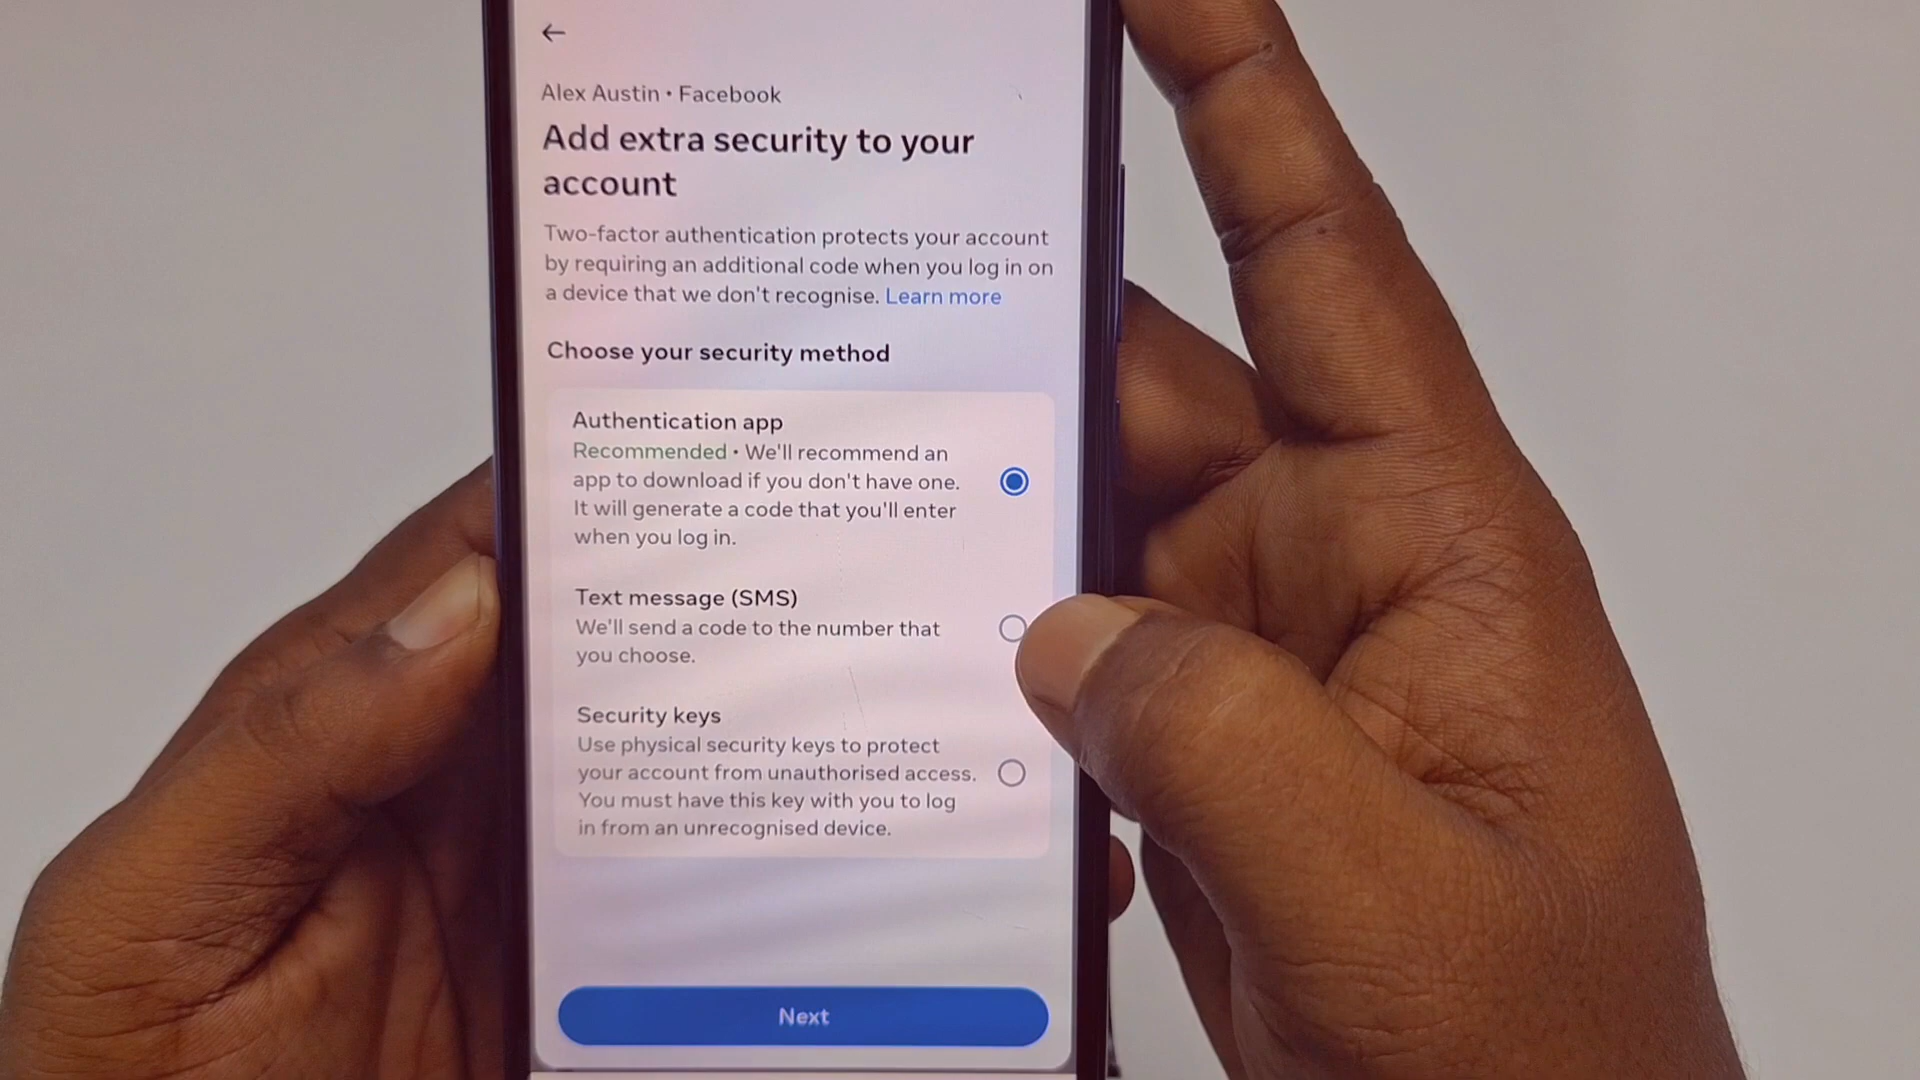 Alex Austin • Facebook
Add extra security to your
account
Two-factor authentication protects your account
by requiring an additional code when you log in on
a device that we don't recognise. Learn more
Choose your security method
Authentication app
Recommended • We'll recommend an
app to download if you don't have one.
It will generate a code that you'll enter
when you log in.
Text message (SMS)
We'll send a code to the number that
you choose.
Security keys
Use physical security keys to protect
your account from unauthorised access.
You must have this key with you to log
in from an unrecognised device.
Next